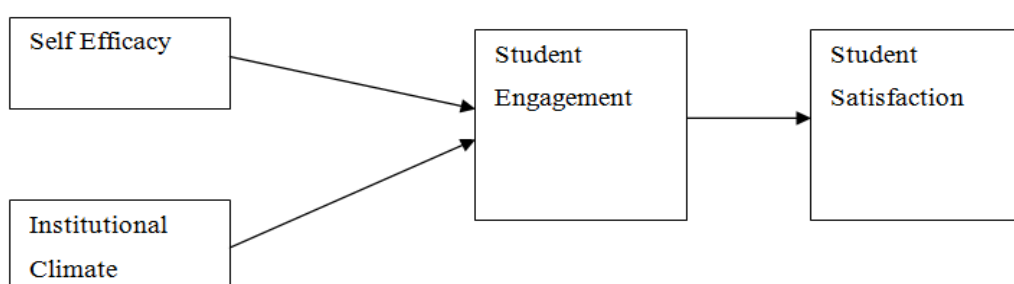 Self Efficacy
Student
Engagement
Student
Satisfaction
Institutional
Climate